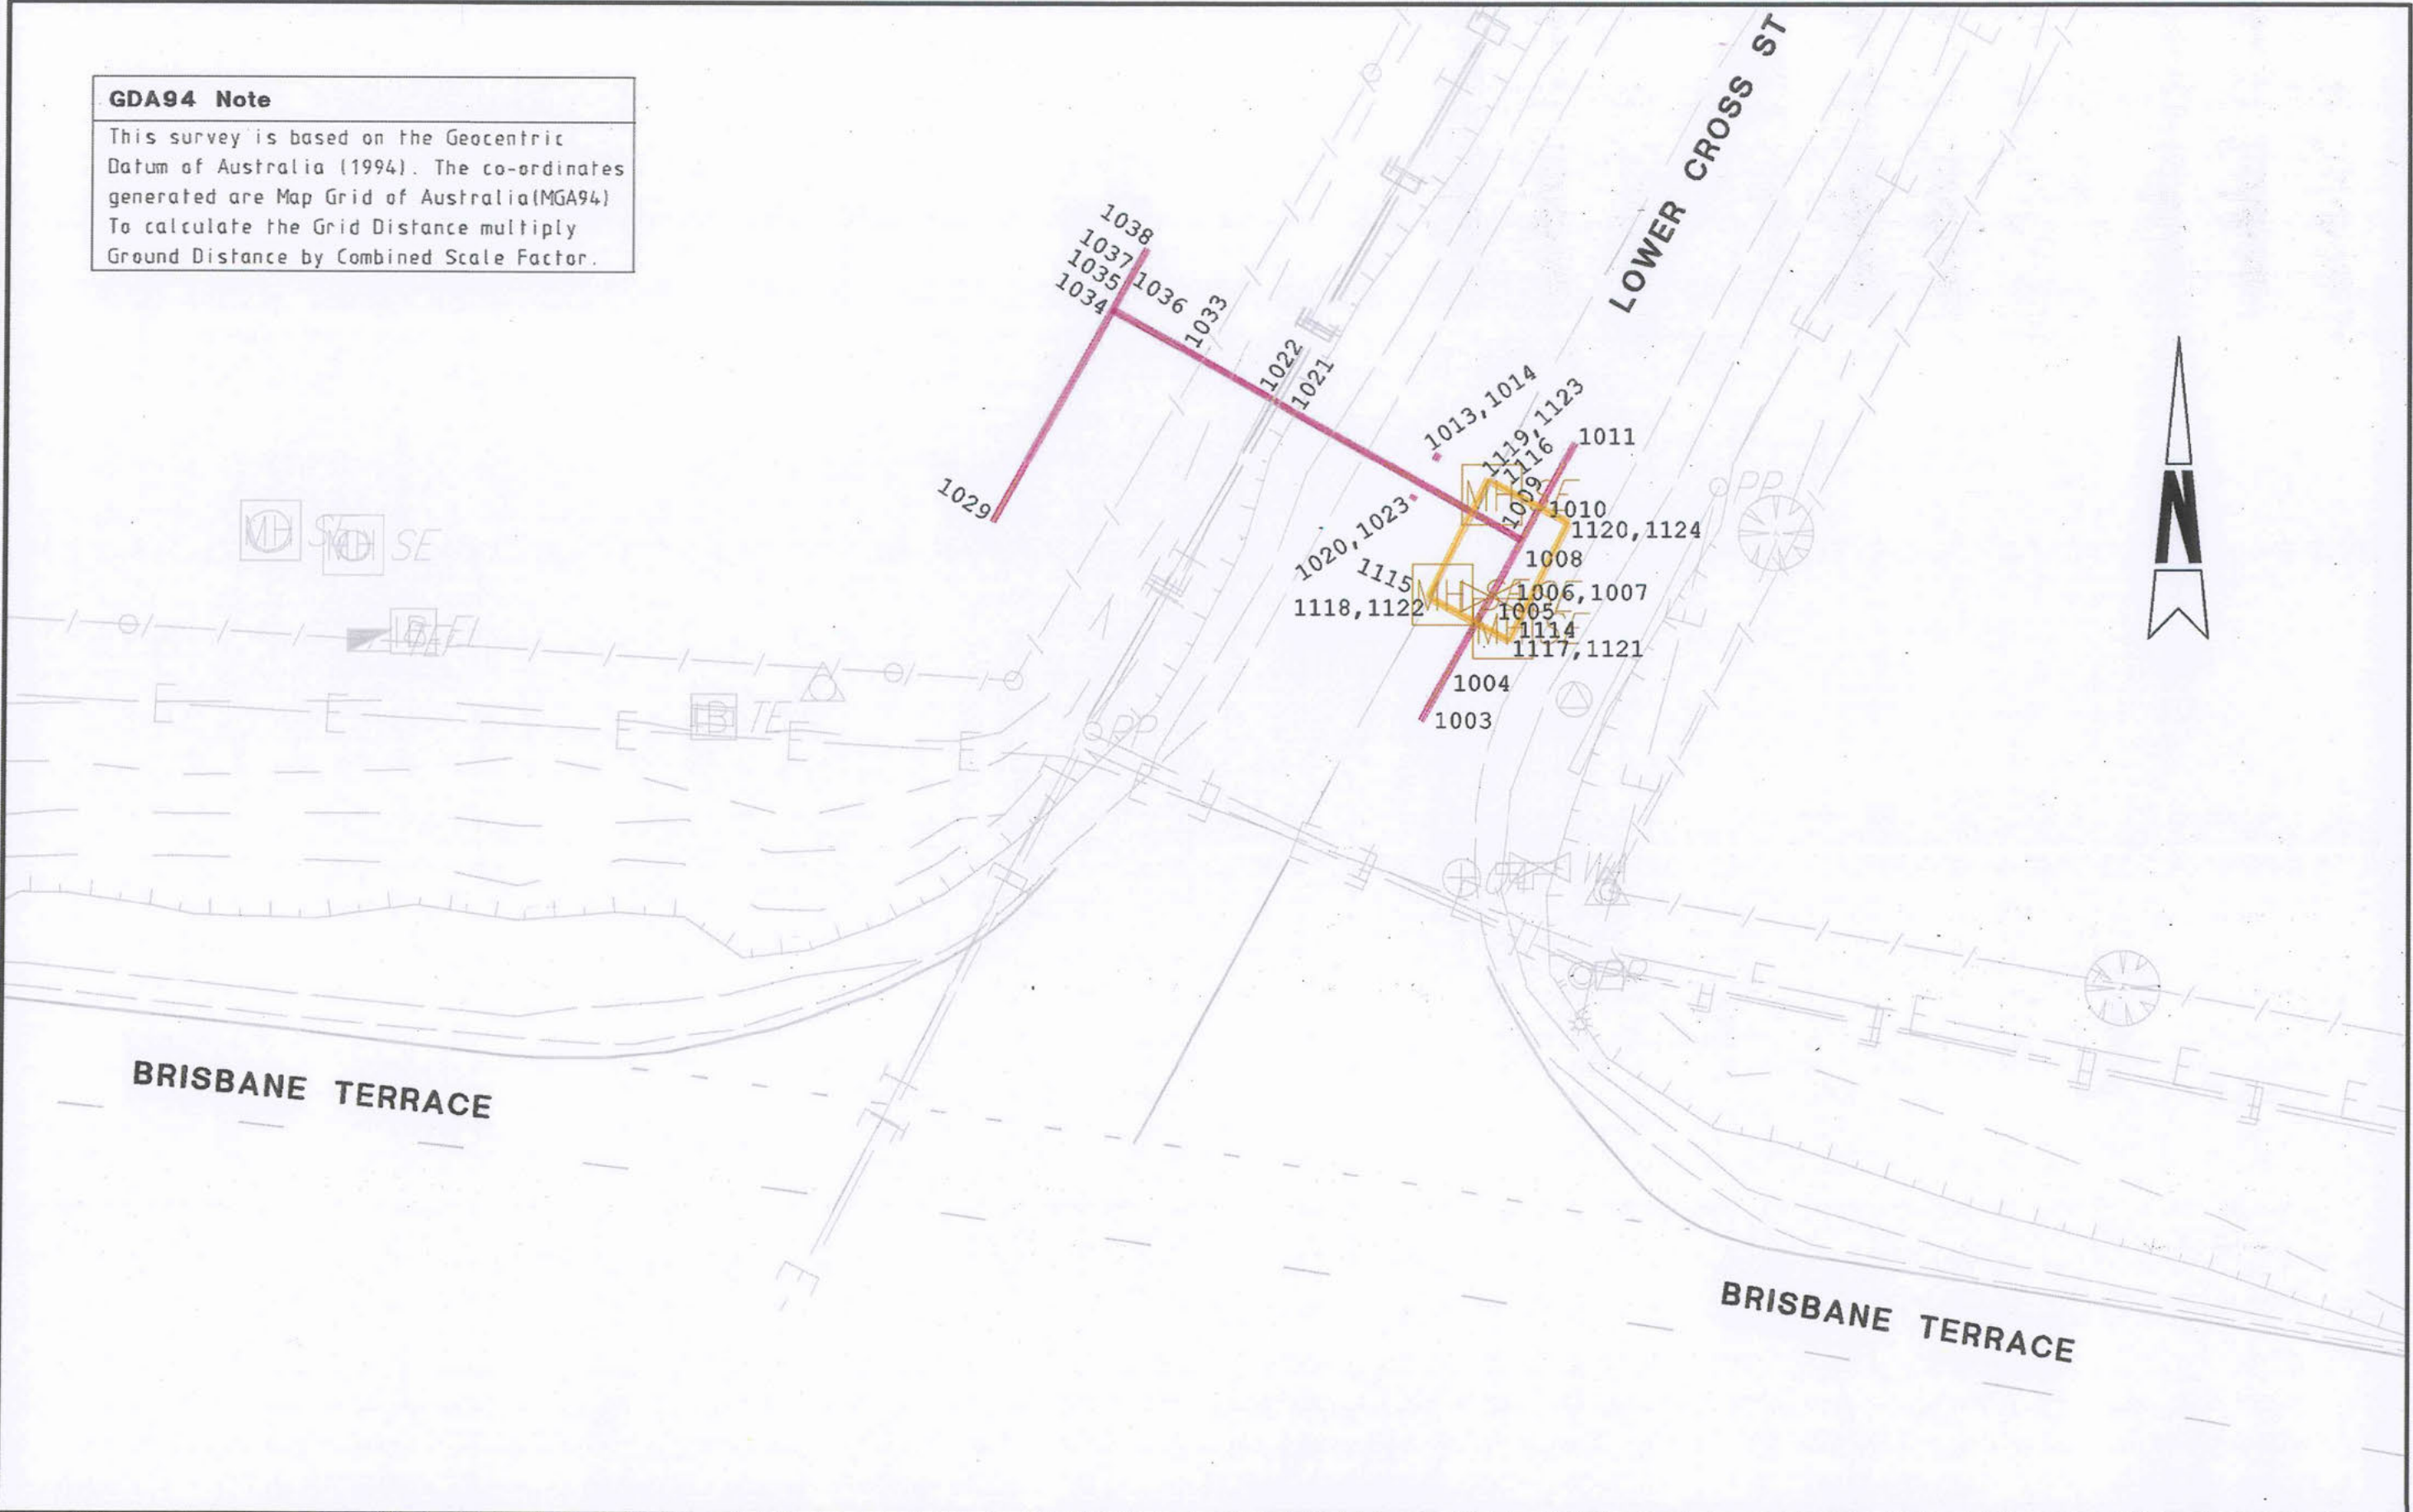 GDA94 Note
This survey is based on the Geocentric
Datum of Australia (1994). The co-ordinates
generated are Map Grid of Australia(MGA94)
To calculate the Grid Distance multiply
Ground Distance by Combined Scale Factor.
LOWER CROSS ST
1038
1037,1036
1035
1034
1033
1022
1021
1029
1013,1014
1119,1123
1116
1009
1011
1010
1120,1124
1020,1023
1008
1115
1118,1122
1006,1007
1005
1114
1117,1121
1004
1003
N
PP
MH
MH SE
TE
PP
E
E
E
E
E
PP
BRISBANE TERRACE
BRISBANE TERRACE